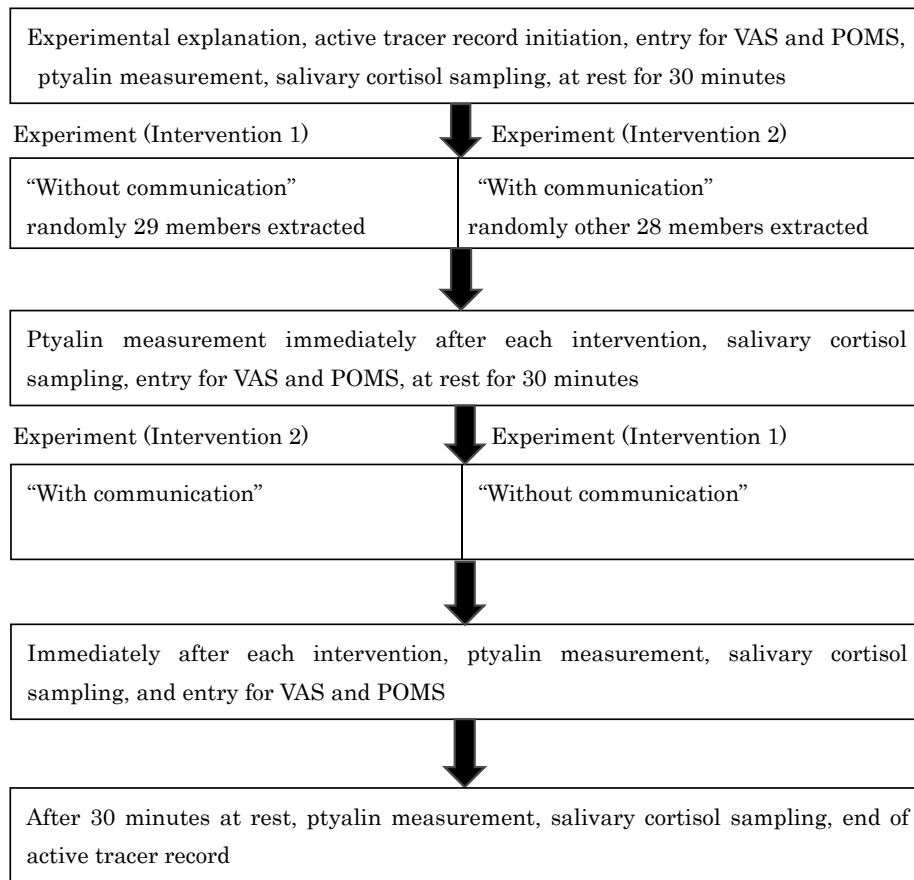 Experimental explanation, active tracer record initiation, entry for VAS and POMS,
ptyalin measurement, salivary cortisol sampling, at rest for 30 minutes
Experiment (Intervention 1)
Experiment (Intervention 2)
“Without communication”
randomly 29 members extracted
“With communication”
randomly other 28 members extracted
Ptyalin measurement immediately after each intervention, salivary cortisol
sampling, entry for VAS and POMS, at rest for 30 minutes
Experiment (Intervention 2)
Experiment (Intervention 1)
“With communication”
“Without communication”
Immediately after each intervention, ptyalin measurement, salivary cortisol
sampling, and entry for VAS and POMS
After 30 minutes at rest, ptyalin measurement, salivary cortisol sampling, end of
active tracer record